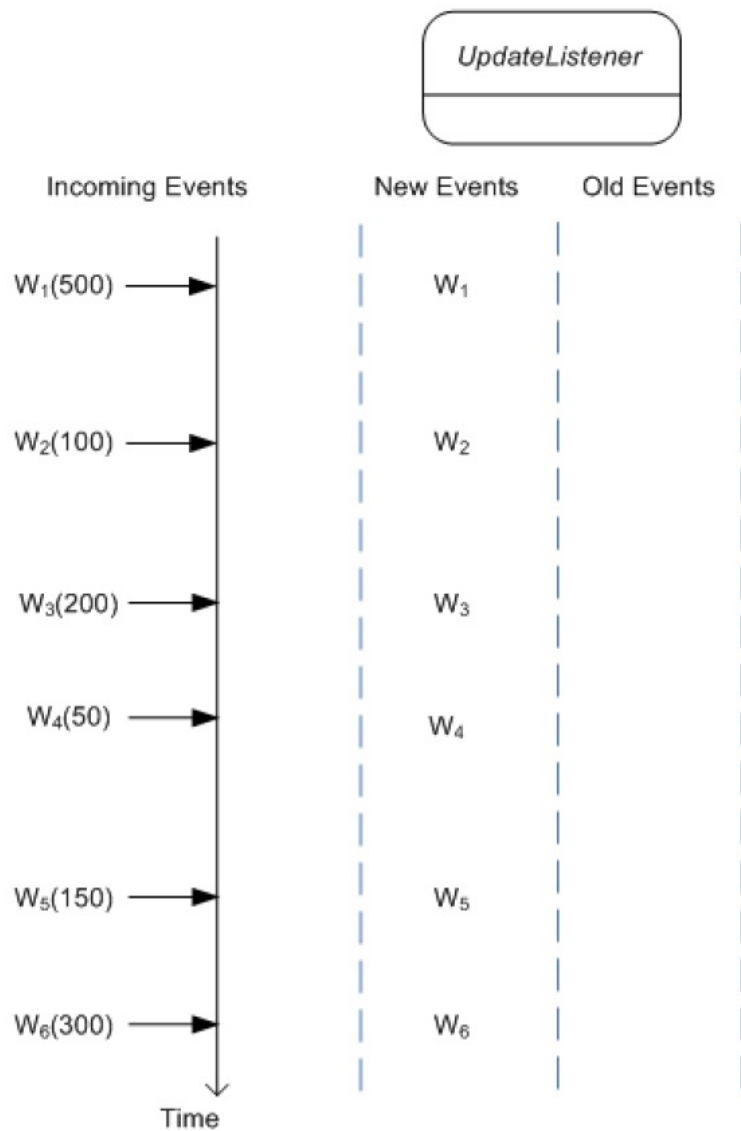 UpdateListener
Incoming Events New Events Old Events
W₁(500) W₁
W₂(100) W₂
W₃(200) W₃
W₄(50) W₄
W₅(150) W₅
W₆(300) W₆
Time